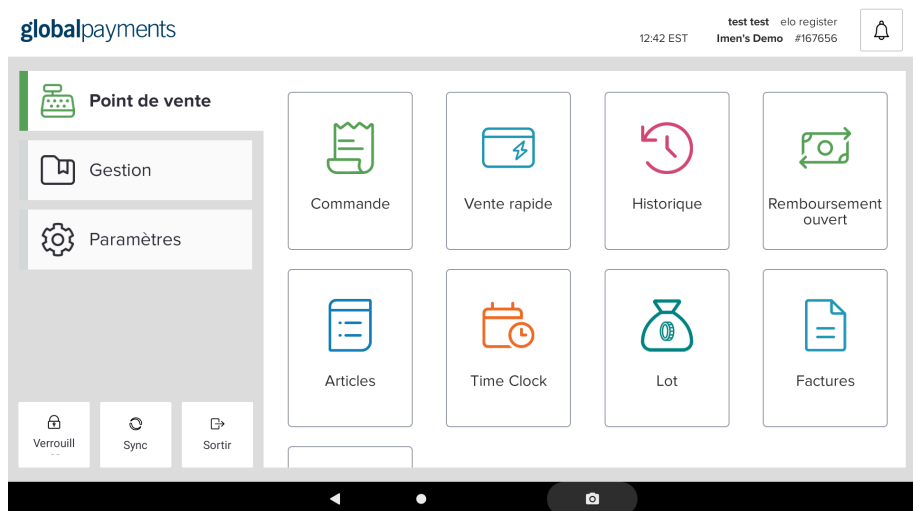 globalpayments
test test elo register
12:42 EST Imen's Demo #167656
Point de vente
Gestion
Paramètres
Commande
Vente rapide
Historique
Remboursement
ouvert
Articles
Time Clock
Lot
Factures
Verrouill
Sync
Sortir